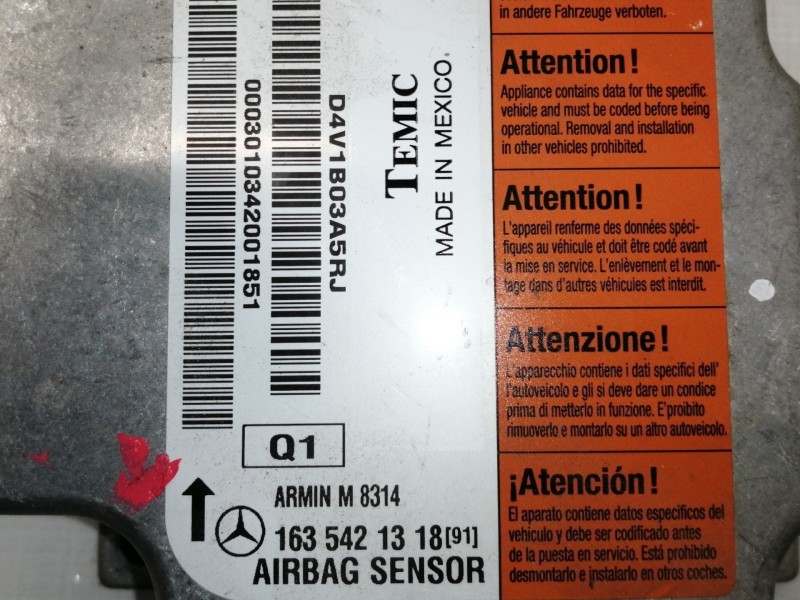 in andere Fahrzeuge verboten.
Attention!
Appliance contains data for the specific
vehicle and must be coded before being
operational. Removal and installation
in other vehicles prohibited.
Attention!
L'appareil renferme des données spéci-
fiques au véhicule et doit être codé avant
la mise en service. L'enlèvement et le mon-
tage dans d'autres véhicules est interdit.
Attenzione!
L'apparecchio contiene i dati specifici dell'
l'autoveicolo e gli si deve dare un condice
prima di metterlo in funzione. E'proibito
rimuoverlo e montarlo su un altro autoveicolo.
¡Atención!
El aparato contiene datos especificos del
vehiculo y debe ser codificado antes
de la puesta en servicio. Está prohibido
desmontarlo e instalarlo en otros coches.
TEMIC
MADE IN MEXICO
D4V1B03A5RJ
0003010342001851
Q1
ARMIN M 8314
163 542 13 18[91]
AIRBAG SENSOR